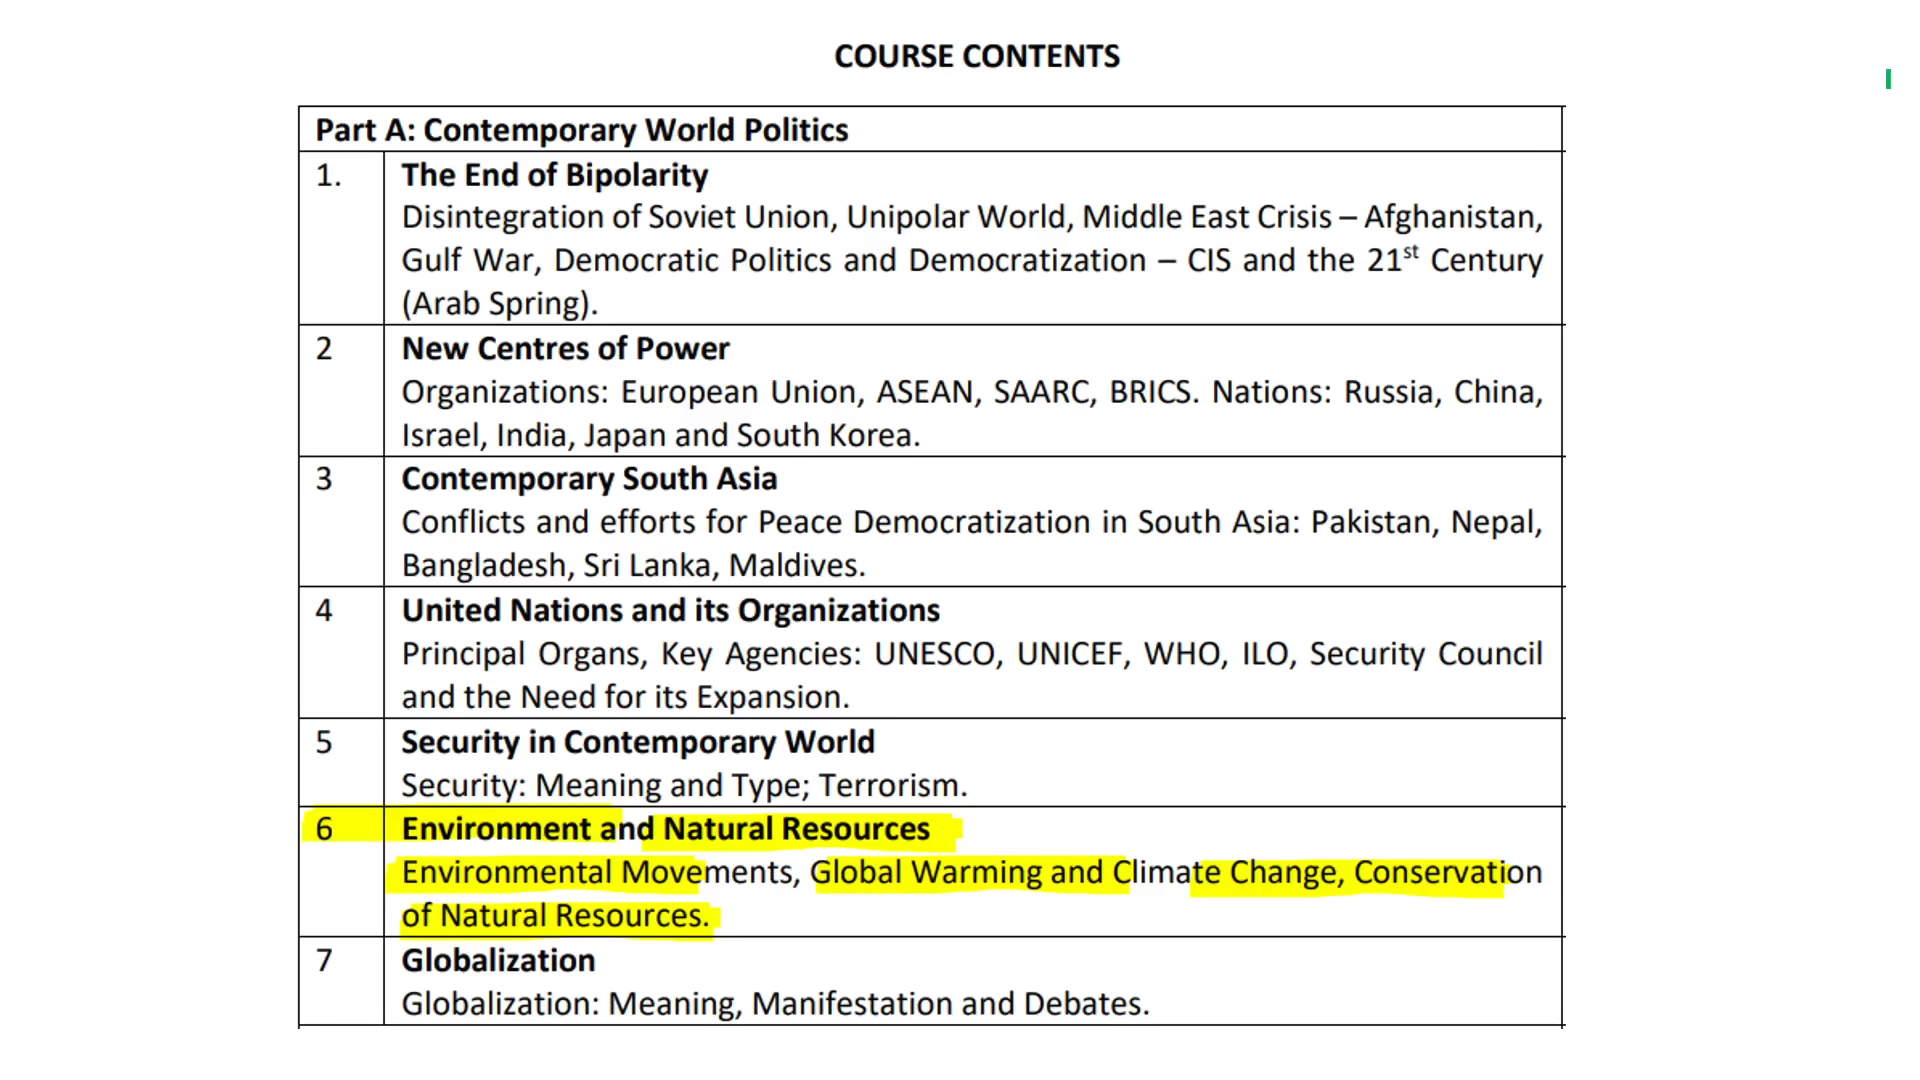 COURSE CONTENTS
Part A: Contemporary World Politics
1. The End of Bipolarity
Disintegration of Soviet Union, Unipolar World, Middle East Crisis – Afghanistan,
Gulf War, Democratic Politics and Democratization – CIS and the 21st Century
(Arab Spring).
2 New Centres of Power
Organizations: European Union, ASEAN, SAARC, BRICS. Nations: Russia, China,
Israel, India, Japan and South Korea.
3 Contemporary South Asia
Conflicts and efforts for Peace Democratization in South Asia: Pakistan, Nepal,
Bangladesh, Sri Lanka, Maldives.
4 United Nations and its Organizations
Principal Organs, Key Agencies: UNESCO, UNICEF, WHO, ILO, Security Council
and the Need for its Expansion.
5 Security in Contemporary World
Security: Meaning and Type; Terrorism.
6 Environment and Natural Resources
Environmental Movements, Global Warming and Climate Change, Conservation
of Natural Resources.
7 Globalization
Globalization: Meaning, Manifestation and Debates.